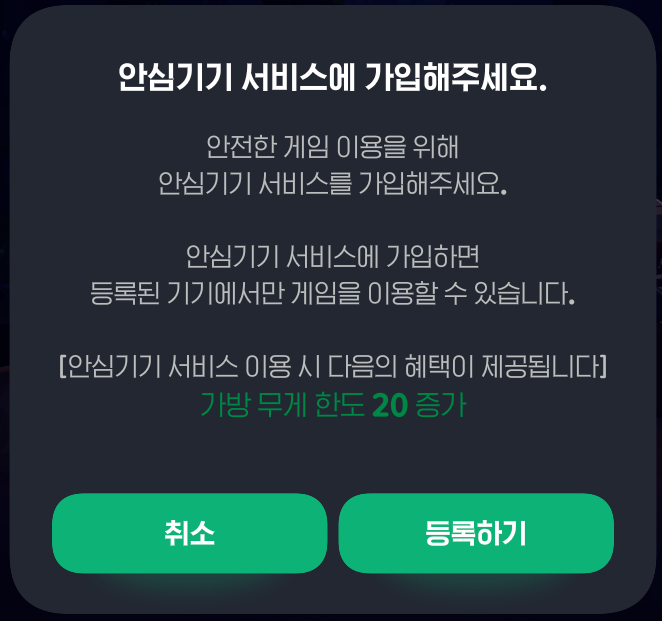 안심기기 서비스에 가입해주세요.
안전한 게임 이용을 위해
안심기기 서비스를 가입해주세요.
안심기기 서비스에 가입하면
등록된 기기에서만 게임을 이용할 수 있습니다.
[안심기기 서비스 이용 시 다음의 혜택이 제공됩니다]
가방 무게 한도 20 증가
취소
등록하기